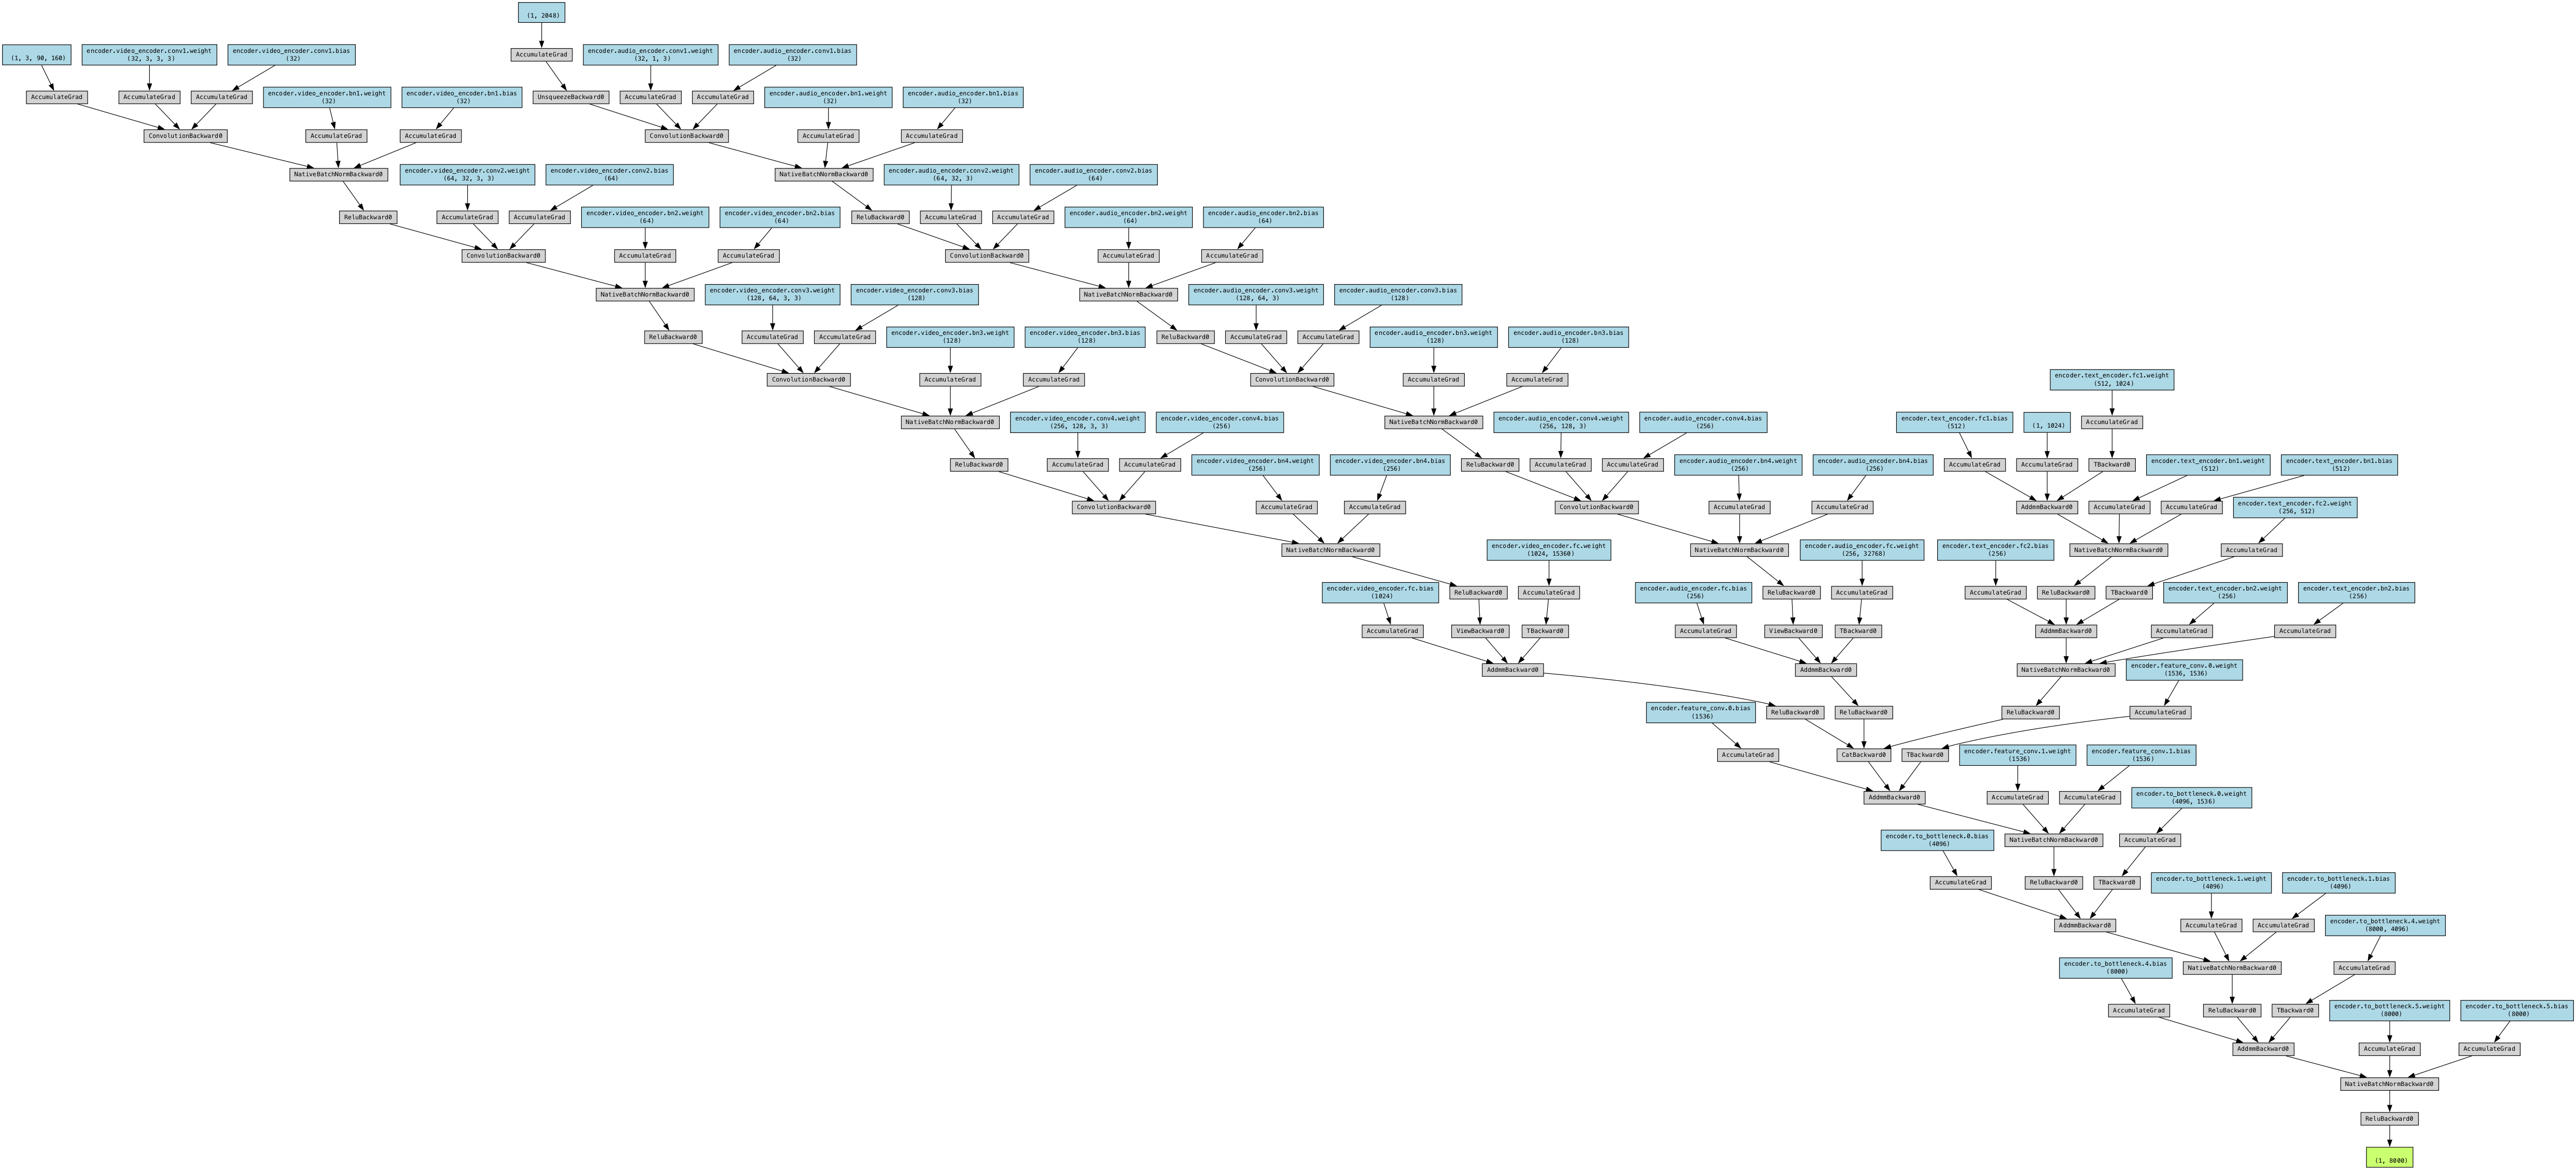 (1, 2048)
(1, 3, 90, 160)
encoder.video_encoder.conv1.weight
(32, 3, 3, 3)
encoder.video_encoder.conv1.bias
(32)
AccumulateGrad
encoder.audio_encoder.conv1.weight
(32, 1, 3)
encoder.audio_encoder.conv1.bias
(32)
AccumulateGrad
AccumulateGrad
AccumulateGrad
encoder.video_encoder.bn1.weight
(32)
encoder.video_encoder.bn1.bias
(32)
UnsqueezeBackward0
AccumulateGrad
AccumulateGrad
encoder.audio_encoder.bn1.weight
(32)
encoder.audio_encoder.bn1.bias
(32)
ConvolutionBackward0
AccumulateGrad
AccumulateGrad
ConvolutionBackward0
AccumulateGrad
AccumulateGrad
NativeBatchNormBackward0
encoder.video_encoder.conv2.weight
(64, 32, 3, 3)
encoder.video_encoder.conv2.bias
(64)
NativeBatchNormBackward0
encoder.audio_encoder.conv2.weight
(64, 32, 3)
encoder.audio_encoder.conv2.bias
(64)
ReluBackward0
AccumulateGrad
AccumulateGrad
encoder.video_encoder.bn2.weight
(64)
encoder.video_encoder.bn2.bias
(64)
ReluBackward0
AccumulateGrad
AccumulateGrad
encoder.audio_encoder.bn2.weight
(64)
encoder.audio_encoder.bn2.bias
(64)
ConvolutionBackward0
AccumulateGrad
AccumulateGrad
ConvolutionBackward0
AccumulateGrad
AccumulateGrad
NativeBatchNormBackward0
encoder.video_encoder.conv3.weight
(128, 64, 3, 3)
encoder.video_encoder.conv3.bias
(128)
NativeBatchNormBackward0
encoder.audio_encoder.conv3.weight
(128, 64, 3)
encoder.audio_encoder.conv3.bias
(128)
ReluBackward0
AccumulateGrad
AccumulateGrad
encoder.video_encoder.bn3.weight
(128)
encoder.video_encoder.bn3.bias
(128)
ReluBackward0
AccumulateGrad
AccumulateGrad
encoder.audio_encoder.bn3.weight
(128)
encoder.audio_encoder.bn3.bias
(128)
ConvolutionBackward0
AccumulateGrad
AccumulateGrad
ConvolutionBackward0
AccumulateGrad
AccumulateGrad
encoder.text_encoder.fc1.weight
(512, 1024)
NativeBatchNormBackward0
encoder.video_encoder.conv4.weight
(256, 128, 3, 3)
encoder.video_encoder.conv4.bias
(256)
NativeBatchNormBackward0
encoder.audio_encoder.conv4.weight
(256, 128, 3)
encoder.audio_encoder.conv4.bias
(256)
encoder.text_encoder.fc1.bias
(512)
(1, 1024)
AccumulateGrad
ReluBackward0
AccumulateGrad
AccumulateGrad
encoder.video_encoder.bn4.weight
(256)
encoder.video_encoder.bn4.bias
(256)
ReluBackward0
AccumulateGrad
AccumulateGrad
encoder.audio_encoder.bn4.weight
(256)
encoder.audio_encoder.bn4.bias
(256)
AccumulateGrad
AccumulateGrad
TBackward0
encoder.text_encoder.bn1.weight
(512)
encoder.text_encoder.bn1.bias
(512)
ConvolutionBackward0
AccumulateGrad
AccumulateGrad
ConvolutionBackward0
AccumulateGrad
AccumulateGrad
AddmmBackward0
AccumulateGrad
AccumulateGrad
encoder.text_encoder.fc2.weight
(256, 512)
NativeBatchNormBackward0
encoder.video_encoder.fc.weight
(1024, 15360)
NativeBatchNormBackward0
encoder.audio_encoder.fc.weight
(256, 32768)
encoder.text_encoder.fc2.bias
(256)
NativeBatchNormBackward0
AccumulateGrad
encoder.video_encoder.fc.bias
(1024)
ReluBackward0
AccumulateGrad
encoder.audio_encoder.fc.bias
(256)
ReluBackward0
AccumulateGrad
AccumulateGrad
ReluBackward0
TBackward0
encoder.text_encoder.bn2.weight
(256)
encoder.text_encoder.bn2.bias
(256)
AccumulateGrad
ViewBackward0
TBackward0
AccumulateGrad
ViewBackward0
TBackward0
AddmmBackward0
AccumulateGrad
AccumulateGrad
AddmmBackward0
AddmmBackward0
NativeBatchNormBackward0
encoder.feature_conv.0.weight
(1536, 1536)
encoder.feature_conv.0.bias
(1536)
ReluBackward0
ReluBackward0
ReluBackward0
AccumulateGrad
AccumulateGrad
CatBackward0
TBackward0
encoder.feature_conv.1.weight
(1536)
encoder.feature_conv.1.bias
(1536)
AddmmBackward0
AccumulateGrad
AccumulateGrad
encoder.to_bottleneck.0.weight
(4096, 1536)
encoder.to_bottleneck.0.bias
(4096)
NativeBatchNormBackward0
AccumulateGrad
AccumulateGrad
ReluBackward0
TBackward0
encoder.to_bottleneck.1.weight
(4096)
encoder.to_bottleneck.1.bias
(4096)
AddmmBackward0
AccumulateGrad
AccumulateGrad
encoder.to_bottleneck.4.weight
(8000, 4096)
encoder.to_bottleneck.4.bias
(8000)
NativeBatchNormBackward0
AccumulateGrad
AccumulateGrad
ReluBackward0
TBackward0
encoder.to_bottleneck.5.weight
(8000)
encoder.to_bottleneck.5.bias
(8000)
AddmmBackward0
AccumulateGrad
AccumulateGrad
NativeBatchNormBackward0
ReluBackward0
(1, 8000)